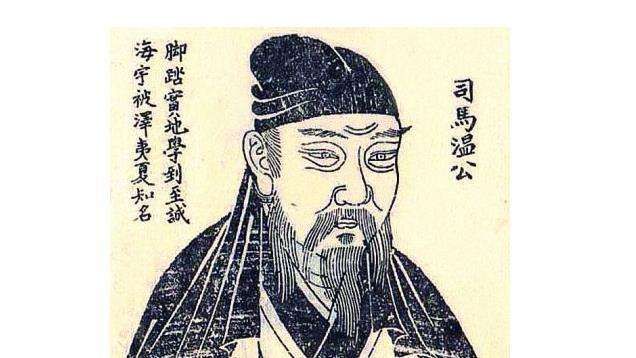 司馬温公
脚踏實地學到至誠
海宇被澤夷夏知名